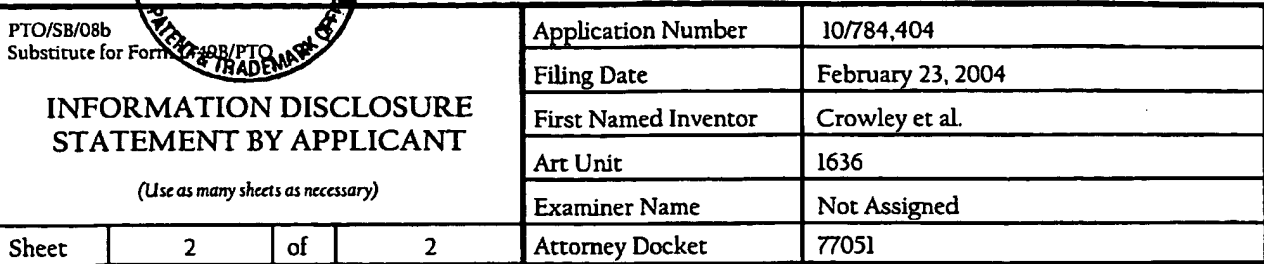 PTO/SB/08b
Substitute for Form B/PTO
PATENT & TRADEMARK
INFORMATION DISCLOSURE
STATEMENT BY APPLICANT
(Use as many sheets as necessary)
Sheet 2 of 2
Application Number 10/784,404
Filing Date February 23, 2004
First Named Inventor Crowley et al.
Art Unit 1636
Examiner Name Not Assigned
Attorney Docket 77051